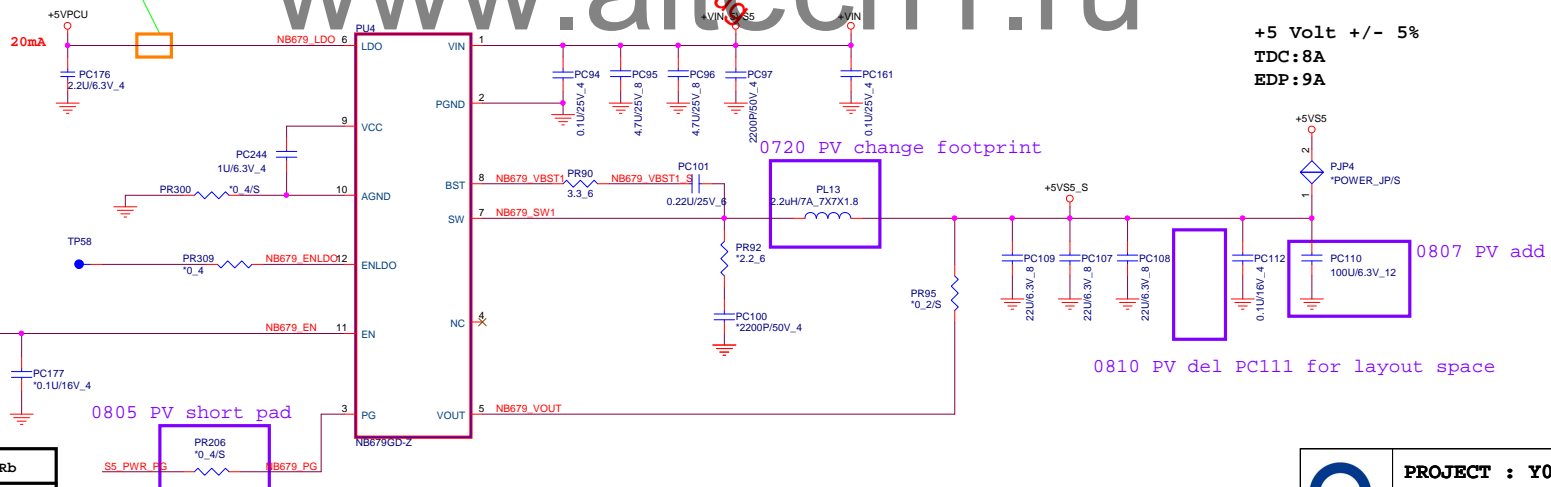 www.altech1.ru
+5VPCU
20mA
PC176
2.2U/6.3V_4
NB679_LDO 6
PU4
LDO
VIN
1
+VIN
PC94
0.1U/25V_4
PC95
4.7U/25V_8
PC96
4.7U/25V_8
PC97
2200P/50V_4
PC161
0.1U/25V_4
+5 Volt +/- 5%
TDC:8A
EDP:9A
PGND
2
9
VCC
PC244
1U/6.3V_4
PR300
*0_4/S
10
AGND
0720 PV change footprint
BST
8
NB679_VBST1
PR90
3.3_6
NB679_VBST1_S
PC101
0.22U/25V_6
SW
7
NB679_SW1
PL13
2.2uH/7A_7X7X1.8
+5VS5_S
+5VS5
2
PJP4
*POWER_JP/S
1
TP58
PR309
*0_4
NB679_ENLDO
12
ENLDO
PR92
*2.2_6
PC100
*2200P/50V_4
PR95
*0_2/S
PC109
22U/6.3V_8
PC107
22U/6.3V_8
PC108
22U/6.3V_8
PC112
0.1U/16V_4
PC110
100U/6.3V_12
0807 PV add
NB679_EN
11
EN
NC
4
PC177
*0.1U/16V_4
0810 PV del PC111 for layout space
0805 PV short pad
3
PG
VOUT
5
NB679_VOUT
NB679GD-Z
PR206
*0_4/S
S5_PWR_PG
NB679_PG
Rb
PROJECT : Y0